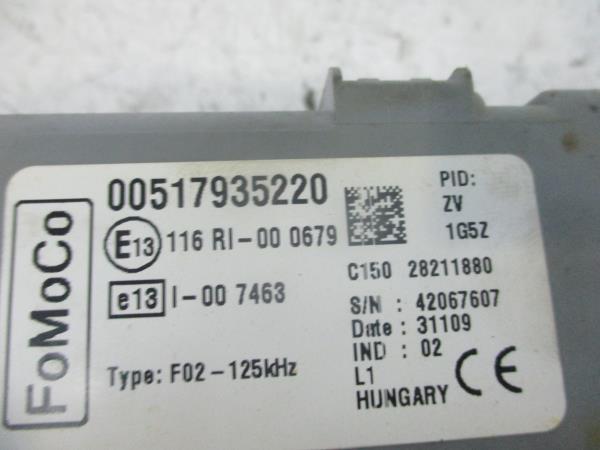 FoMoCo
00517935220
E13 116 RI-00 0679
e13 I-00 7463
Type: F02-125kHz
PID:
ZV
1G5Z
C150 28211880
S/N : 42067607
Date : 31109
IND : 02
L1
HUNGARY CE